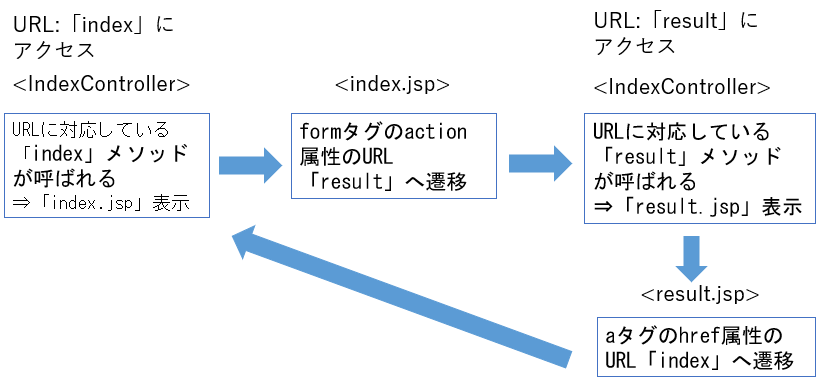 URL:「index」に
アクセス
<IndexController>
URLに対応している
「index」メソッド
が呼ばれる
⇒「index.jsp」表示
<index.jsp>
formタグのaction
属性のURL
「result」へ遷移
URL:「result」に
アクセス
<IndexController>
URLに対応している
「result」メソッド
が呼ばれる
⇒「result.jsp」表示
<result.jsp>
aタグのhref属性の
URL「index」へ遷移